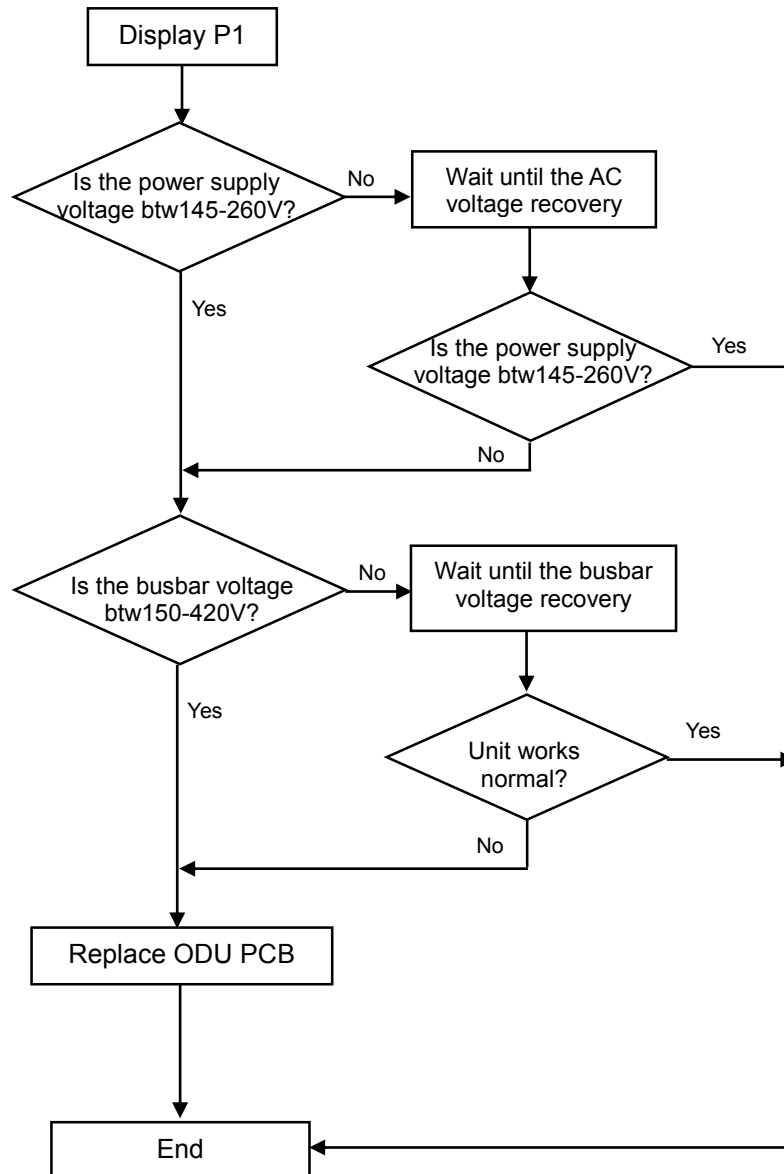 Display P1
Is the power supply
voltage btw145-260V?
No
Wait until the AC
voltage recovery
Yes
Is the power supply
voltage btw145-260V?
Yes
No
Is the busbar voltage
btw150-420V?
No
Wait until the busbar
voltage recovery
Yes
Unit works
normal?
Yes
No
Replace ODU PCB
End